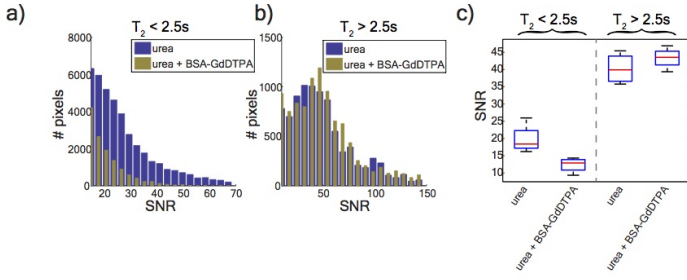 a)
T2 < 2.5s
8000
6000
4000
2000
0
# pixels
urea
urea + BSA-GdDTPA
20 30 40 50 60 70
SNR
b)
T2 > 2.5s
1500
1000
500
0
# pixels
urea
urea + BSA-GdDTPA
50 100 150
SNR
c)
T2 < 2.5s T2 > 2.5s
45
40
35
30
25
20
15
10
SNR
urea
urea + BSA-GdDTPA
urea
urea + BSA-GdDTPA